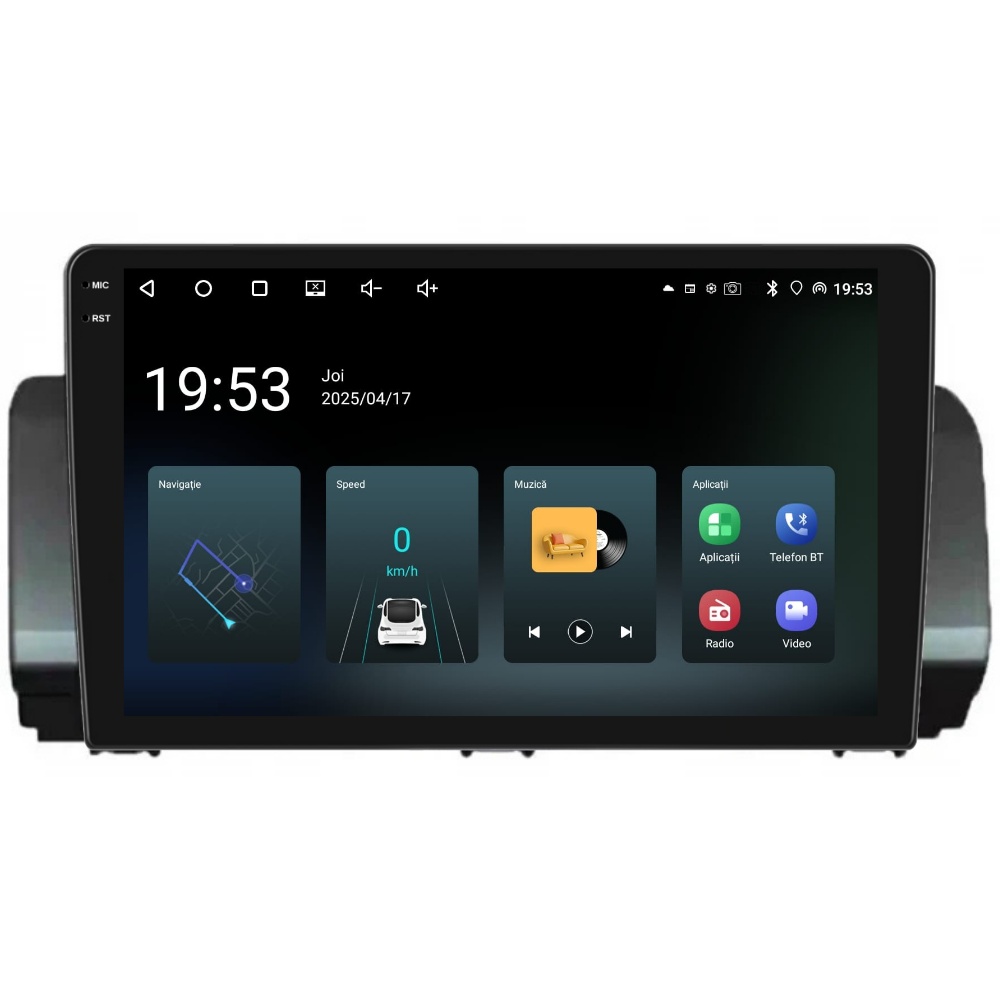 MIC
19:53
RST
19:53
Joi
2025/04/17
Navigație
Speed
Muzică
Aplicații
0
km/h
Aplicații
Telefon BT
Radio
Video